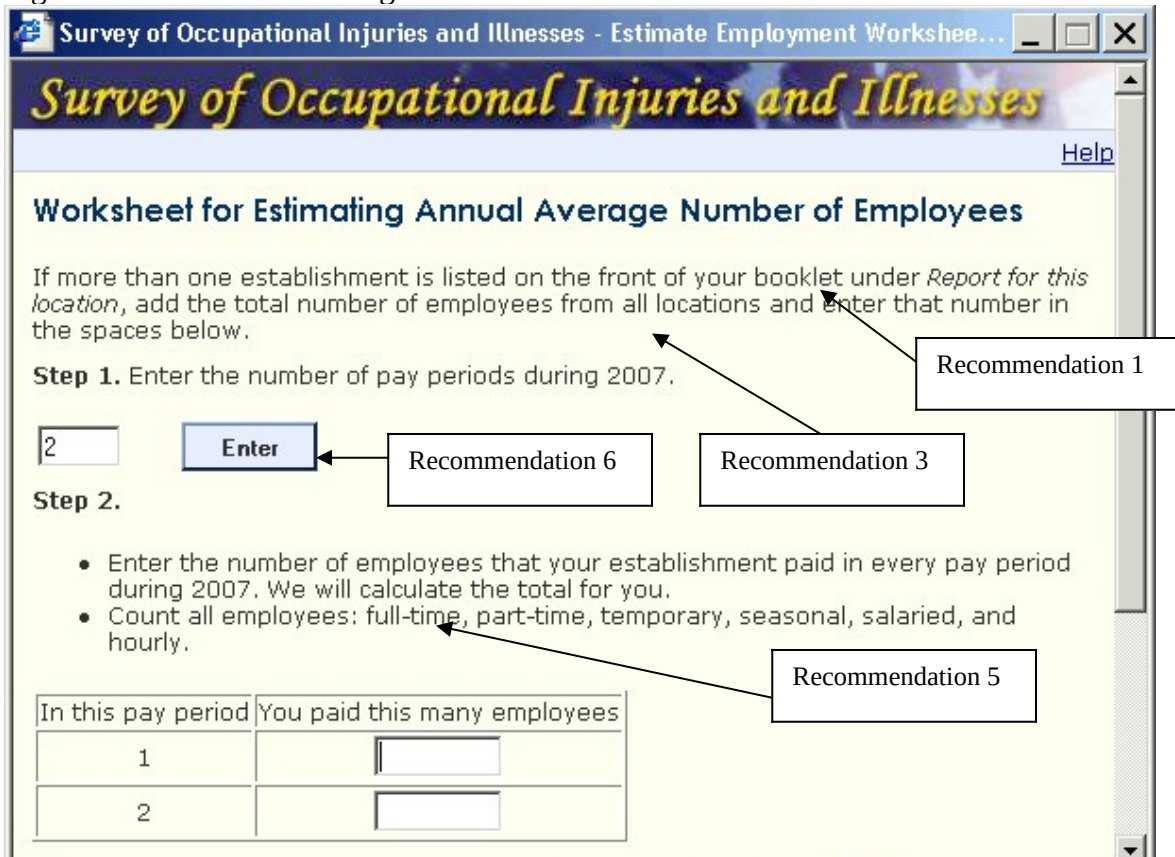 Survey of Occupational Injuries and Illnesses - Estimate Employment Workshee...
Survey of Occupational Injuries and Illnesses
Help
Worksheet for Estimating Annual Average Number of Employees
If more than one establishment is listed on the front of your booklet under Report for this
location, add the total number of employees from all locations and enter that number in
the spaces below.
Recommendation 1
Step 1. Enter the number of pay periods during 2007.
2 Enter
Recommendation 6
Recommendation 3
Step 2.
• Enter the number of employees that your establishment paid in every pay period
during 2007. We will calculate the total for you.
• Count all employees: full-time, part-time, temporary, seasonal, salaried, and
hourly.
Recommendation 5
In this pay period You paid this many employees
1
2